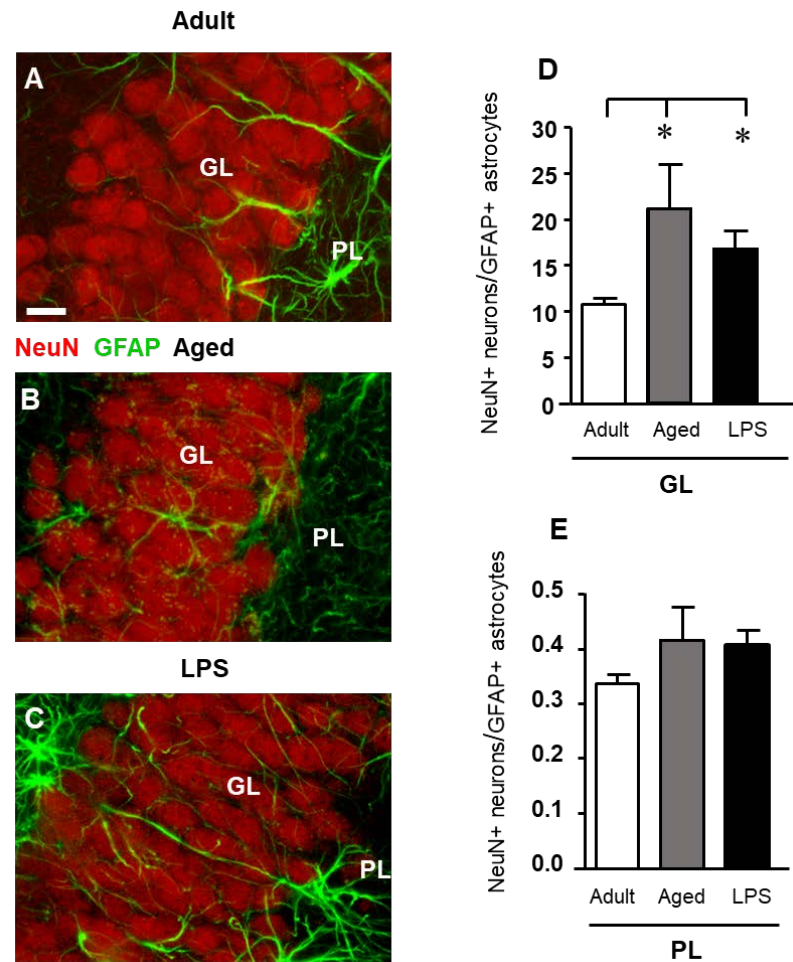 Adult
A
GL
PL
NeuN GFAP Aged
B
GL
PL
LPS
C
GL
PL
D
NeuN+ neurons/GFAP+ astrocytes
30
25
20
15
10
5
0
* *
Adult Aged LPS
GL
E
NeuN+ neurons/GFAP+ astrocytes
0.5
0.4
0.3
0.2
0.1
0.0
Adult Aged LPS
PL